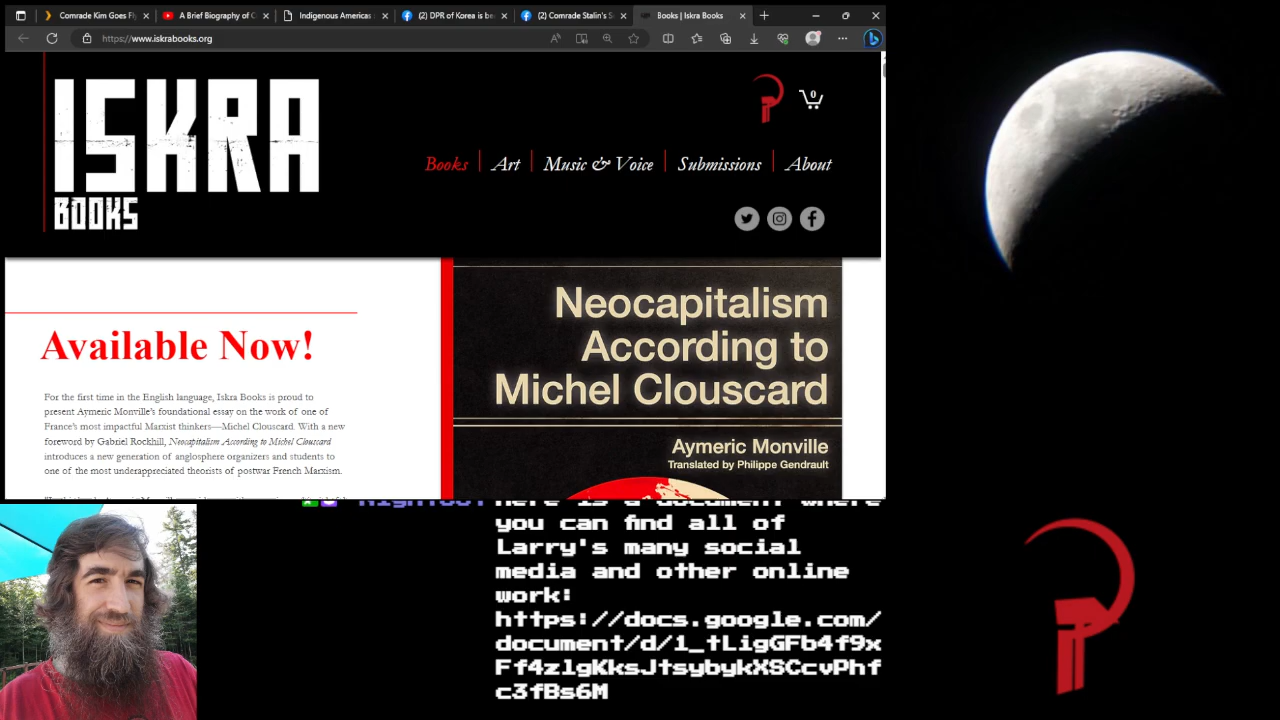 Comrade Kim Goes Fly
A Brief Biography of C
Indigenous Americas
(2) DPR of Korea is be
(2) Comrade Stalin's S
Books | Iskra Books
https://www.iskrabooks.org
ISKRA
BOOKS
0
Books
Art
Music & Voice
Submissions
About
Available Now!
For the first time in the English language, Iskra Books is proud to
present Aymeric Monville's foundational essay on the work of one of
France's most impactful Marxist thinkers—Michel Clouscard. With a new
foreword by Gabriel Rockhill, Neocapitalism According to Michel Clouscard
introduces a new generation of anglosphere organizers and students to
one of the most underappreciated theorists of postwar French Marxism.
Neocapitalism
According to
Michel Clouscard
Aymeric Monville
Translated by Philippe Gendrault
Here is a document where
you can find all of
Larry's many social
media and other online
work:
https://docs.google.com/
document/d/1_tLigGFb4f9x
Ff4zlgKksJtsybykXSCcvPhf
c3fBs6M